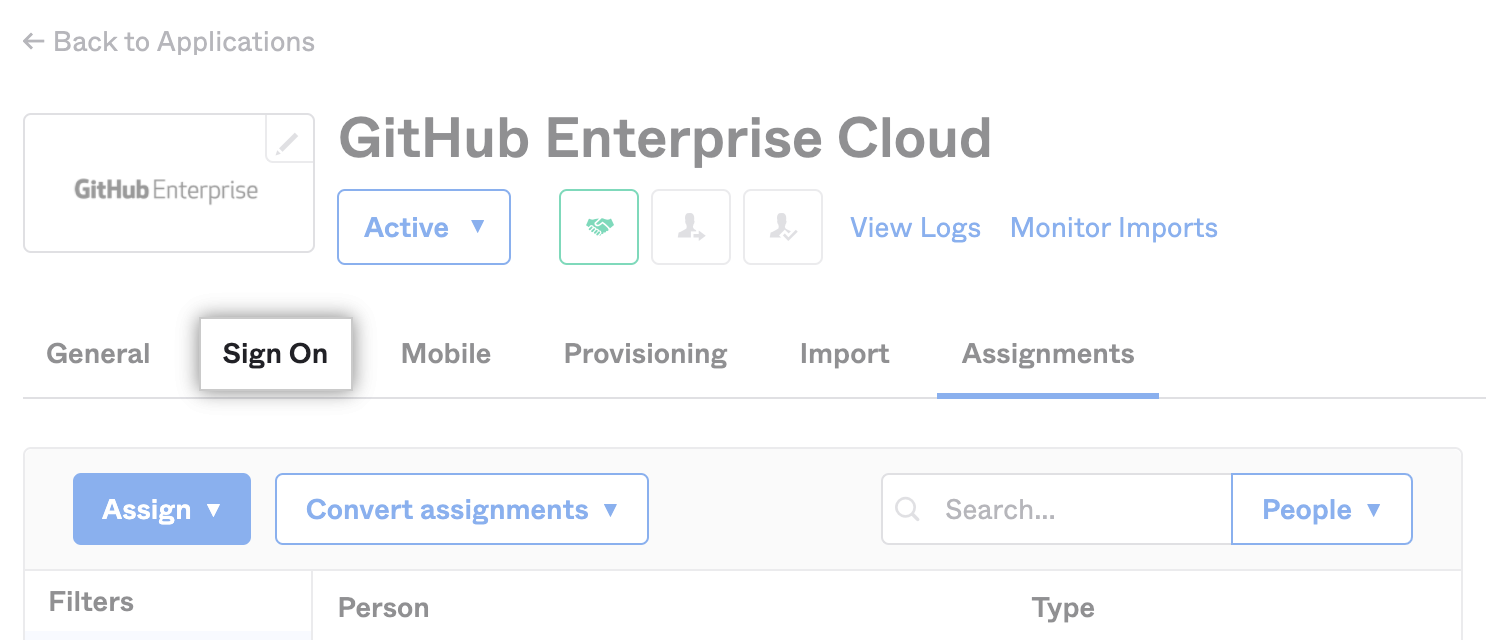 ← Back to Applications
GitHub Enterprise
GitHub Enterprise Cloud
Active ▼
View Logs
Monitor Imports
General
Sign On
Mobile
Provisioning
Import
Assignments
Assign ▼
Convert assignments ▼
Search...
People ▼
Filters
Person
Type